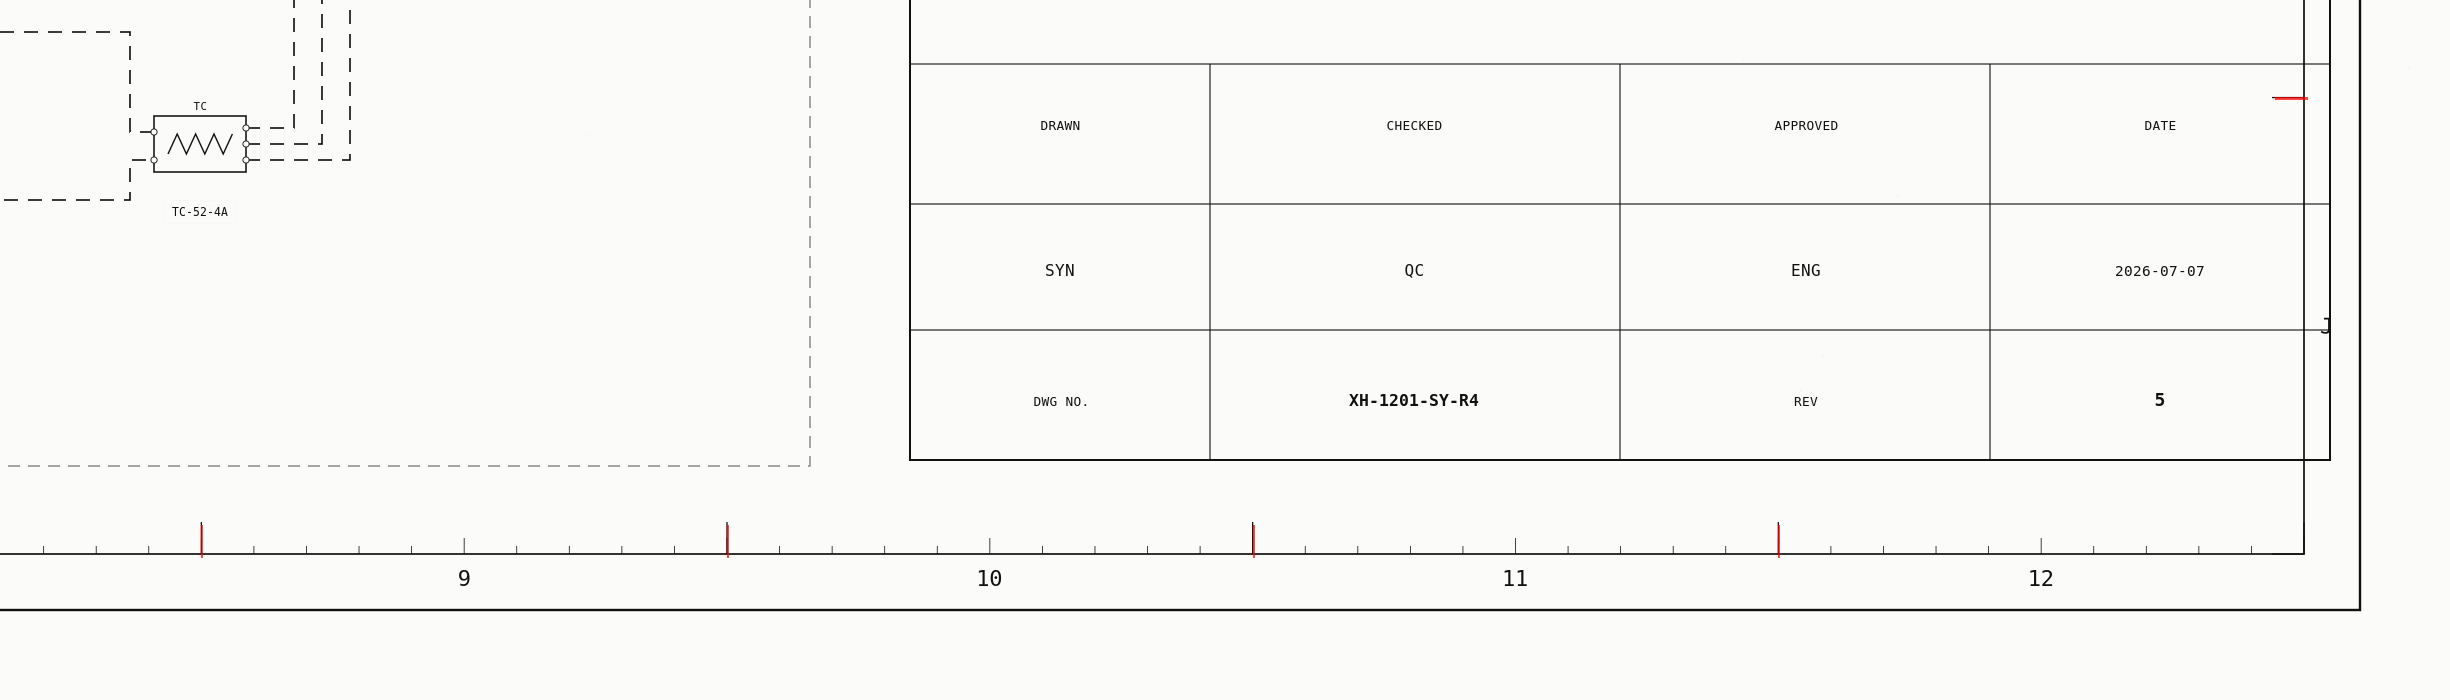 TC
TC-52-4A
DRAWN CHECKED APPROVED DATE
SYN QC ENG 2026-07-07
J
DWG NO. XH-1201-SY-R4 REV 5
9 10 11 12